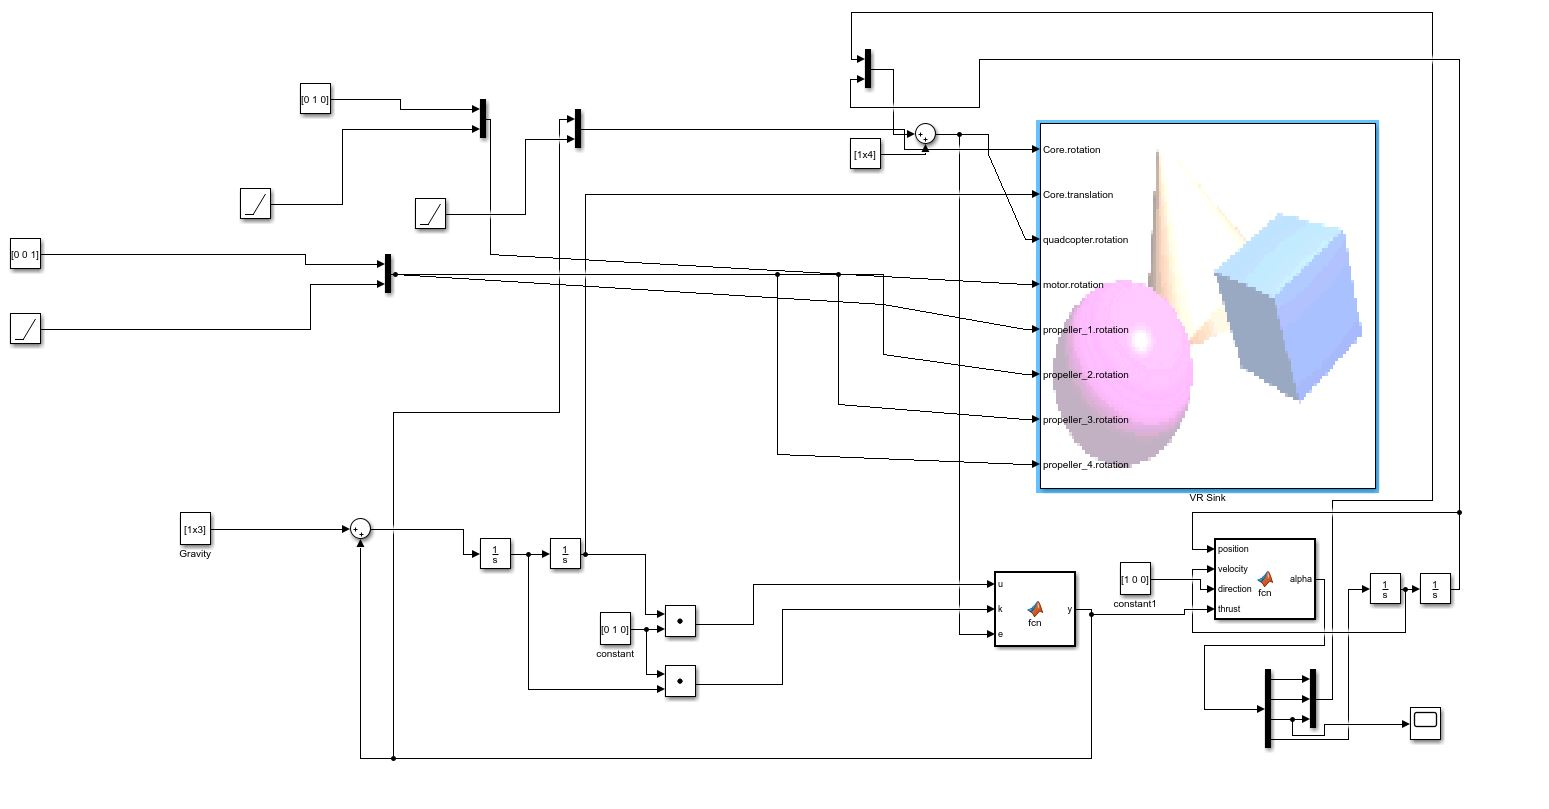 [0 1 0]
[1x4]
Core.rotation
Core.translation
quadcopter.rotation
[0 0 1]
motor.rotation
propeller_1.rotation
propeller_2.rotation
propeller_3.rotation
propeller_4.rotation
VR Sink
[1x3]
Gravity
1
s
1
s
[0 1 0]
constant
u
k
e
y
fcn
[1 0 0]
constant1
position
velocity
direction
thrust
alpha
fcn
1
s
1
s